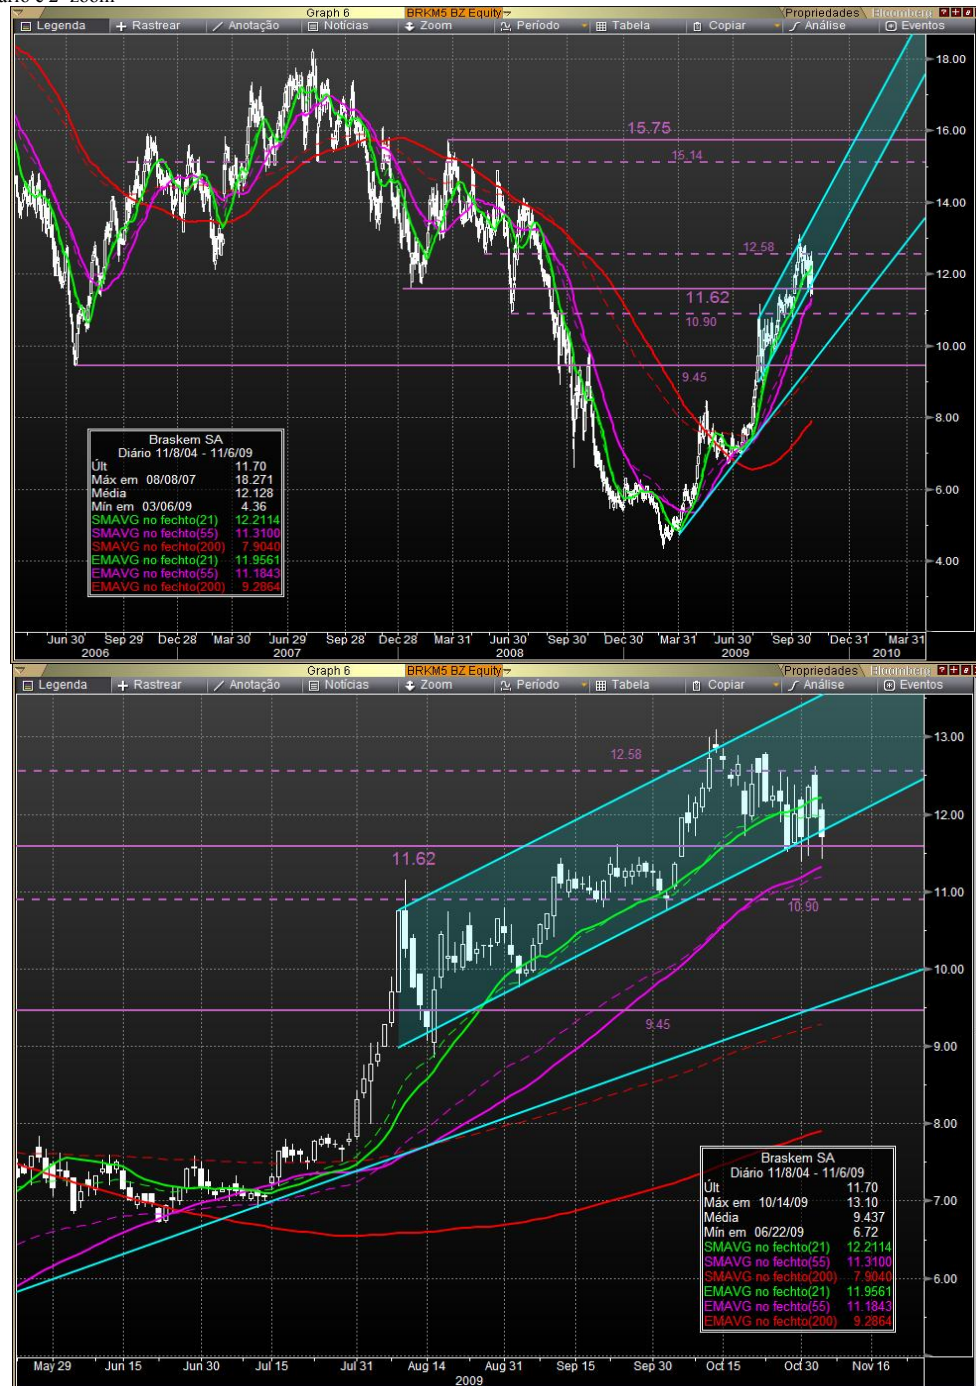 Graph 6 BRKM5 BZ Equity Propriedades Bloomberg
Legenda Rastrear Anotação Notícias Zoom Período Tabela Copiar Análise Eventos
18.00
15.75
16.00
15.14
14.00
12.58
12.00
11.62
10.90
10.00
9.45
8.00
6.00
4.00
Braskem SA
Diário 11/8/04 - 11/6/09
Últ 11.70
Máx em 08/08/07 18.271
Média 12.128
Mín em 03/06/09 4.36
SMAVG no fechto(21) 12.2114
SMAVG no fechto(55) 11.3100
SMAVG no fechto(200) 7.9040
EMAVG no fechto(21) 11.9561
EMAVG no fechto(55) 11.1843
EMAVG no fechto(200) 9.2864
Jun 30 Sep 29 Dec 28 Mar 30 Jun 29 Sep 28 Dec 28 Mar 31 Jun 30 Sep 30 Dec 30 Mar 31 Jun 30 Sep 30 Dec 31 Mar 31
2006 2007 2008 2009 2010
Graph 6 BRKM5 BZ Equity Propriedades Bloomberg
Legenda Rastrear Anotação Notícias Zoom Período Tabela Copiar Análise Eventos
13.00
12.58
12.00
11.62
11.00
10.90
10.00
9.45
9.00
8.00
7.00
6.00
Braskem SA
Diário 11/8/04 - 11/6/09
Últ 11.70
Máx em 10/14/09 13.10
Média 9.437
Mín em 06/22/09 6.72
SMAVG no fechto(21) 12.2114
SMAVG no fechto(55) 11.3100
SMAVG no fechto(200) 7.9040
EMAVG no fechto(21) 11.9561
EMAVG no fechto(55) 11.1843
EMAVG no fechto(200) 9.2864
May 29 Jun 15 Jun 30 Jul 15 Jul 31 Aug 14 Aug 31 Sep 15 Sep 30 Oct 15 Oct 30 Nov 16
2009